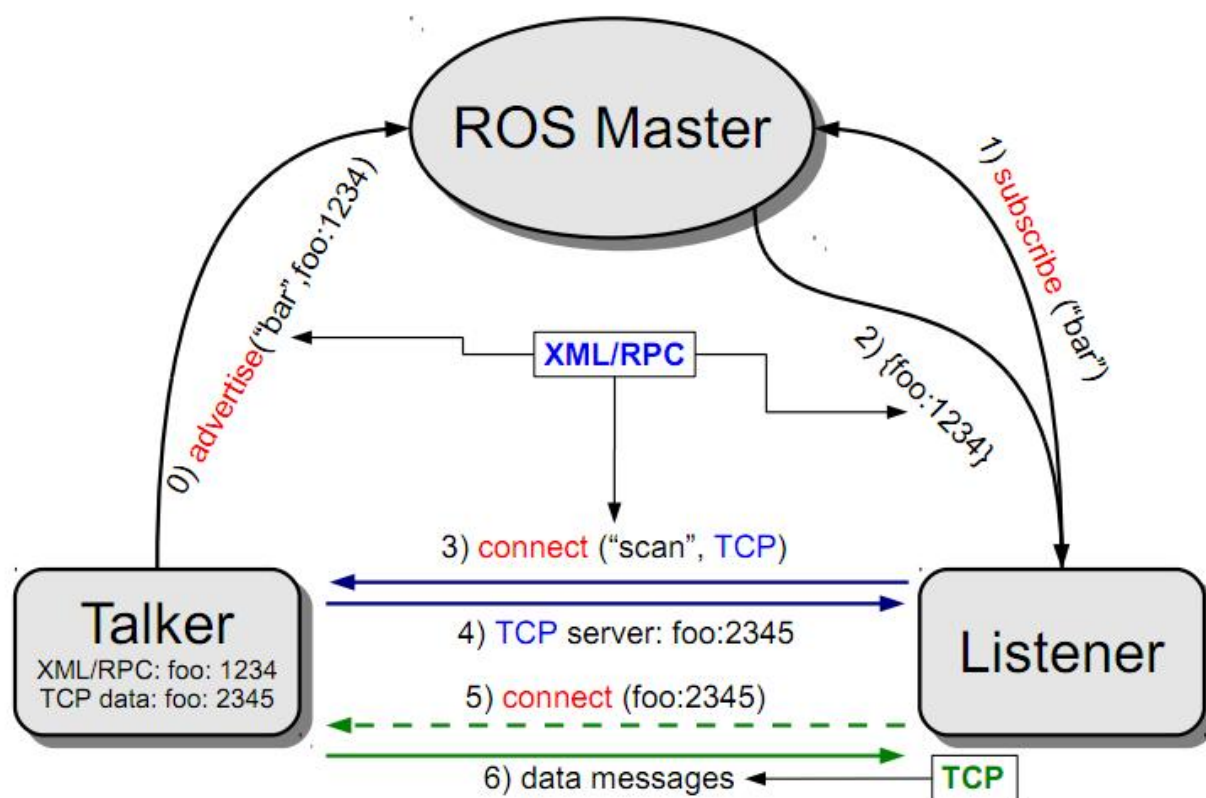 ROS Master
0) advertise("bar",foo:1234)
1) subscribe ("bar")
XML/RPC
2) {foo:1234}
3) connect ("scan", TCP)
4) TCP server: foo:2345
Talker
XML/RPC: foo: 1234
TCP data: foo: 2345
Listener
5) connect (foo:2345)
6) data messages
TCP